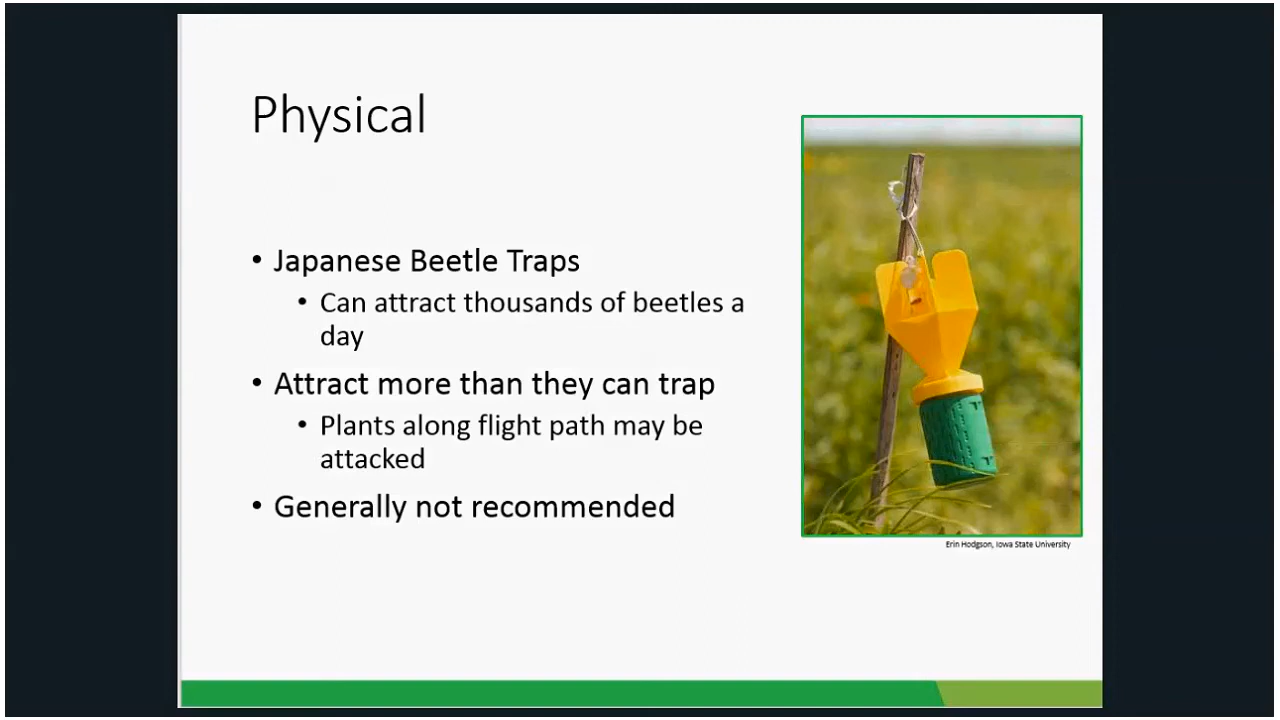 Physical
• Japanese Beetle Traps
• Can attract thousands of beetles a
day
• Attract more than they can trap
• Plants along flight path may be
attacked
• Generally not recommended
Erin Hodgson, Iowa State University